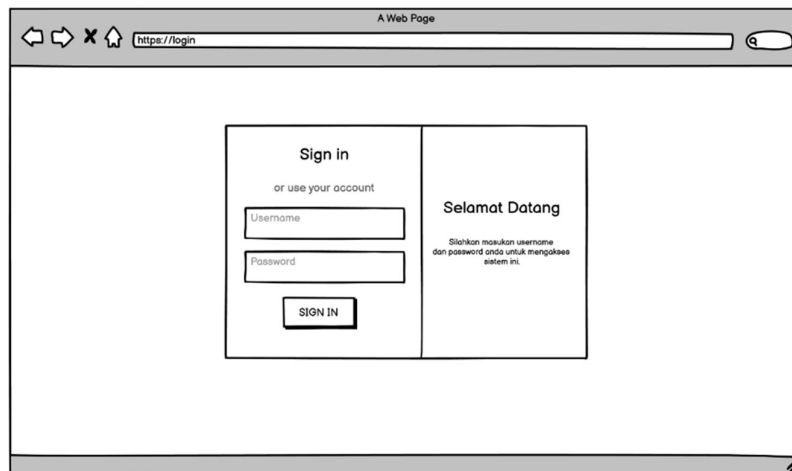 A Web Page
https://login
Sign in
or use your account
Username
Password
SIGN IN
Selamat Datang
Silahkan masukan username
dan password anda untuk mengakses
sistem ini.